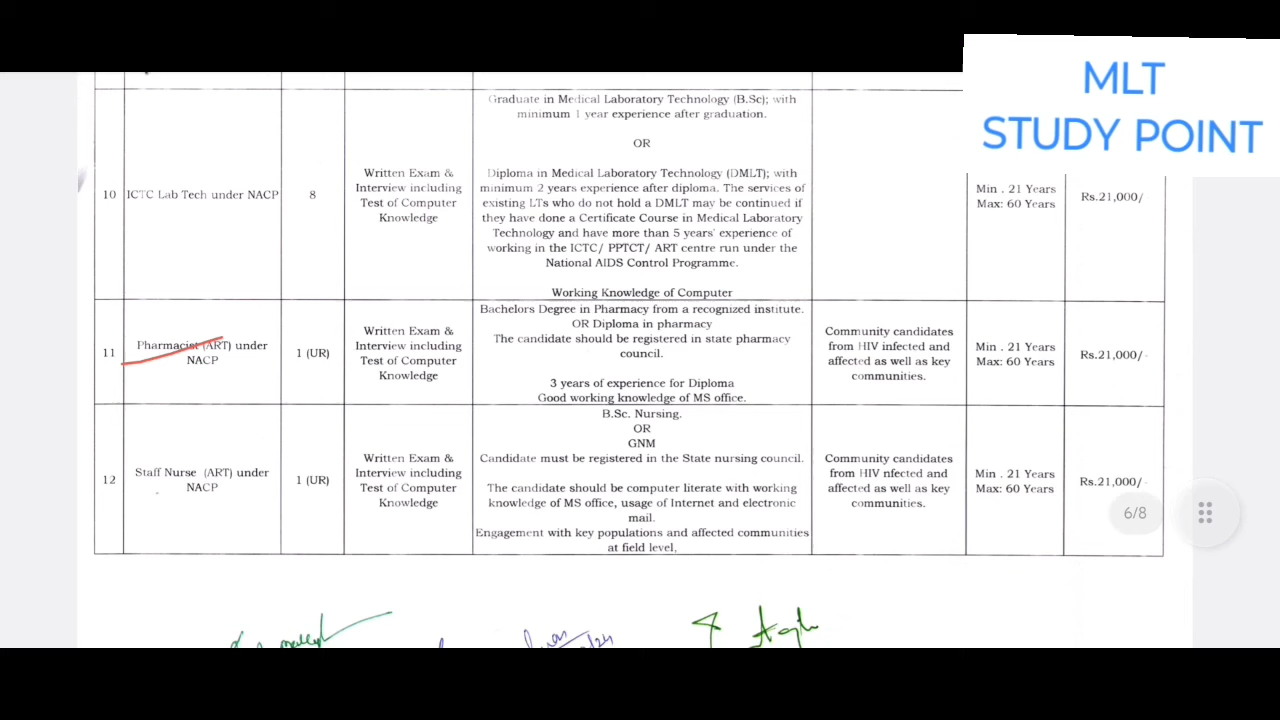 MLT
STUDY POINT
10
ICTC Lab Tech under NACP
8
Written Exam &
Interview including
Test of Computer
Knowledge
Graduate in Medical Laboratory Technology (B.Sc); with
minimum 1 year experience after graduation.
OR
Diploma in Medical Laboratory Technology (DMLT); with
minimum 2 years experience after diploma. The services of
existing LTs who do not hold a DMLT may be continued if
they have done a Certificate Course in Medical Laboratory
Technology and have more than 5 years' experience of
working in the ICTC/ PPTCT/ ART centre run under the
National AIDS Control Programme.
Working Knowledge of Computer
Min . 21 Years
Max: 60 Years
Rs.21,000/
11
Pharmacist (ART) under
NACP
1 (UR)
Written Exam &
Interview including
Test of Computer
Knowledge
Bachelors Degree in Pharmacy from a recognized institute.
OR Diploma in pharmacy
The candidate should be registered in state pharmacy
council.
3 years of experience for Diploma
Good working knowledge of MS office.
Community candidates
from HIV infected and
affected as well as key
communities.
Min . 21 Years
Max: 60 Years
Rs.21,000/-
12
Staff Nurse (ART) under
NACP
1 (UR)
Written Exam &
Interview including
Test of Computer
Knowledge
B.Sc. Nursing.
OR
GNM
Candidate must be registered in the State nursing council.
The candidate should be computer literate with working
knowledge of MS office, usage of Internet and electronic
mail.
Engagement with key populations and affected communities
at field level,
Community candidates
from HIV nfected and
affected as well as key
communities.
Min . 21 Years
Max: 60 Years
Rs.21,000/-
6/8